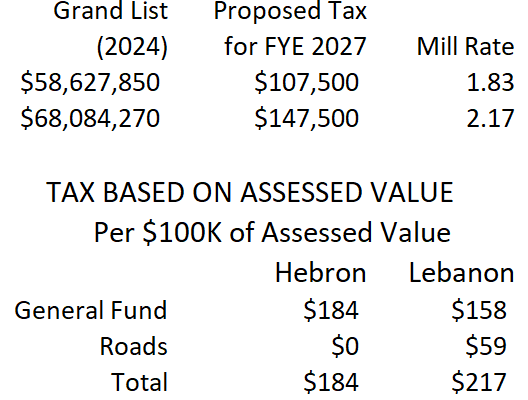 Grand List Proposed Tax
(2024) for FYE 2027 Mill Rate
$58,627,850 $107,500 1.83
$68,084,270 $147,500 2.17
TAX BASED ON ASSESSED VALUE
Per $100K of Assessed Value
Hebron Lebanon
General Fund $184 $158
Roads $0 $59
Total $184 $217